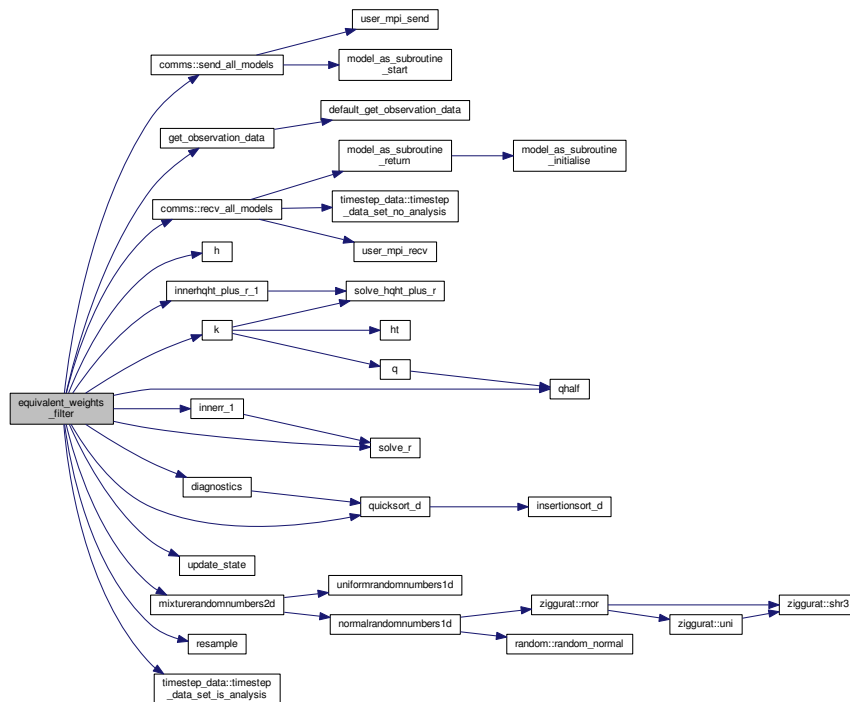 user_mpi_send
comms::send_all_models
model_as_subroutine
_start
default_get_observation_data
get_observation_data
model_as_subroutine
_return
model_as_subroutine
_initialise
comms::recv_all_models
timestep_data::timestep
_data_set_no_analysis
user_mpi_recv
h
innerhqht_plus_r_1
solve_hqht_plus_r
k
ht
q
qhalf
equivalent_weights
_filter
innerr_1
solve_r
diagnostics
quicksort_d
insertionsort_d
update_state
mixturerandomnumbers2d
uniformrandomnumbers1d
normalrandomnumbers1d
ziggurat::rnor
ziggurat::shr3
ziggurat::uni
random::random_normal
resample
timestep_data::timestep
_data_set_is_analysis